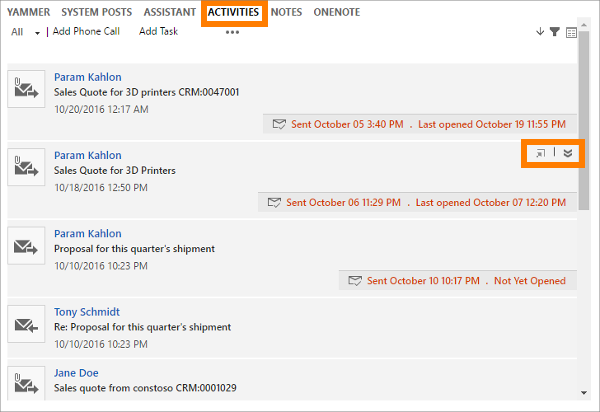 YAMMER SYSTEM POSTS ASSISTANT ACTIVITIES NOTES ONENOTE
All | Add Phone Call Add Task •••
Param Kahlon
Sales Quote for 3D printers CRM:0047001
10/20/2016 12:17 AM
Sent October 05 3:40 PM . Last opened October 19 11:55 PM
Param Kahlon
Sales Quote for 3D Printers
10/18/2016 12:50 PM
Sent October 06 11:29 PM . Last opened October 07 12:20 PM
Param Kahlon
Proposal for this quarter's shipment
10/10/2016 10:23 PM
Sent October 10 10:17 PM . Not Yet Opened
Tony Schmidt
Re: Proposal for this quarter's shipment
10/10/2016 10:23 PM
Jane Doe
Sales quote from constoso CRM:0001029